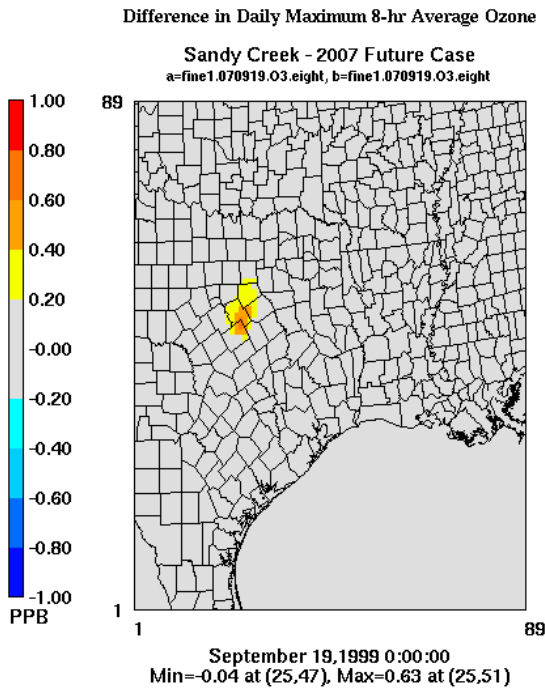 Difference in Daily Maximum 8-hr Average Ozone
Sandy Creek - 2007 Future Case
a=fine1.070919.O3.eight, b=fine1.070919.O3.eight
1.00
0.80
0.60
0.40
0.20
-0.00
-0.20
-0.40
-0.60
-0.80
-1.00
PPB
89
1
1
89
September 19,1999 0:00:00
Min=-0.04 at (25,47), Max=0.63 at (25,51)